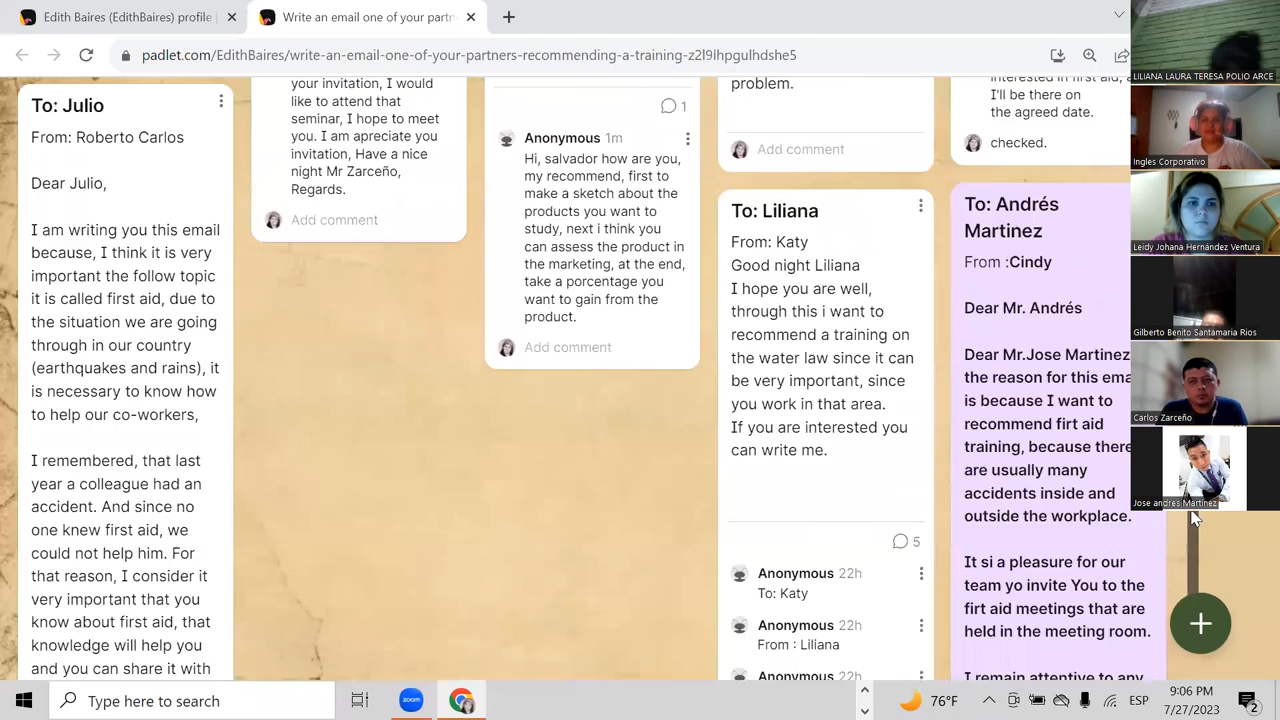 Edith Baires (EdithBaires) profile
Write an email one of your partn
padlet.com/EdithBaires/write-an-email-one-of-your-partners-recommending-a-training-z2l9lhpgulhdshe5
To: Julio
From: Roberto Carlos
Dear Julio,
I am writing you this email
because, I think it is very
important the follow topic
it is called first aid, due to
the situation we are going
through in our country
(earthquakes and rains), it
is necessary to know how
to help our co-workers,
I remembered, that last
year a colleague had an
accident. And since no
one knew first aid, we
could not help him. For
that reason, I consider it
very important that you
know about first aid, that
knowledge will help you
and you can share it with
your invitation, I would
like to attend that
seminar, I hope to meet
you. I am appreciate you
invitation, Have a nice
night Mr Zarceño,
Regards.
Add comment
1
Anonymous 1m
Hi, salvador how are you,
my recommend, first to
make a sketch about the
products you want to
study, next i think you
can assess the product in
the marketing, at the end,
take a porcentage you
want to gain from the
product.
Add comment
problem.
Add comment
To: Liliana
From: Katy
Good night Liliana
I hope you are well,
through this i want to
recommend a training on
the water law since it can
be very important, since
you work in that area.
If you are interested you
can write me.
5
Anonymous 22h
To: Katy
Anonymous 22h
From : Liliana
Anonymous 22h
interested in first aid, a
I'll be there on
the agreed date.
checked.
To: Andrés
Martinez
From :Cindy
Dear Mr. Andrés
Dear Mr.Jose Martinez
the reason for this ema
is because I want to
recommend firt aid
training, because there
are usually many
accidents inside and
outside the workplace.
It si a pleasure for our
team yo invite You to the
firt aid meetings that are
held in the meeting room.
I remain attentive to any
LILIANA LAURA TERESA POLIO ARCE
Ingles Corporativo
Leidy Johana Hernández Ventura
Gilberto Benito Santamaria Rios
Carlos Zarceño
Jose andres Martinez
Type here to search
zoom
76°F
ESP
9:06 PM
7/27/2023
2